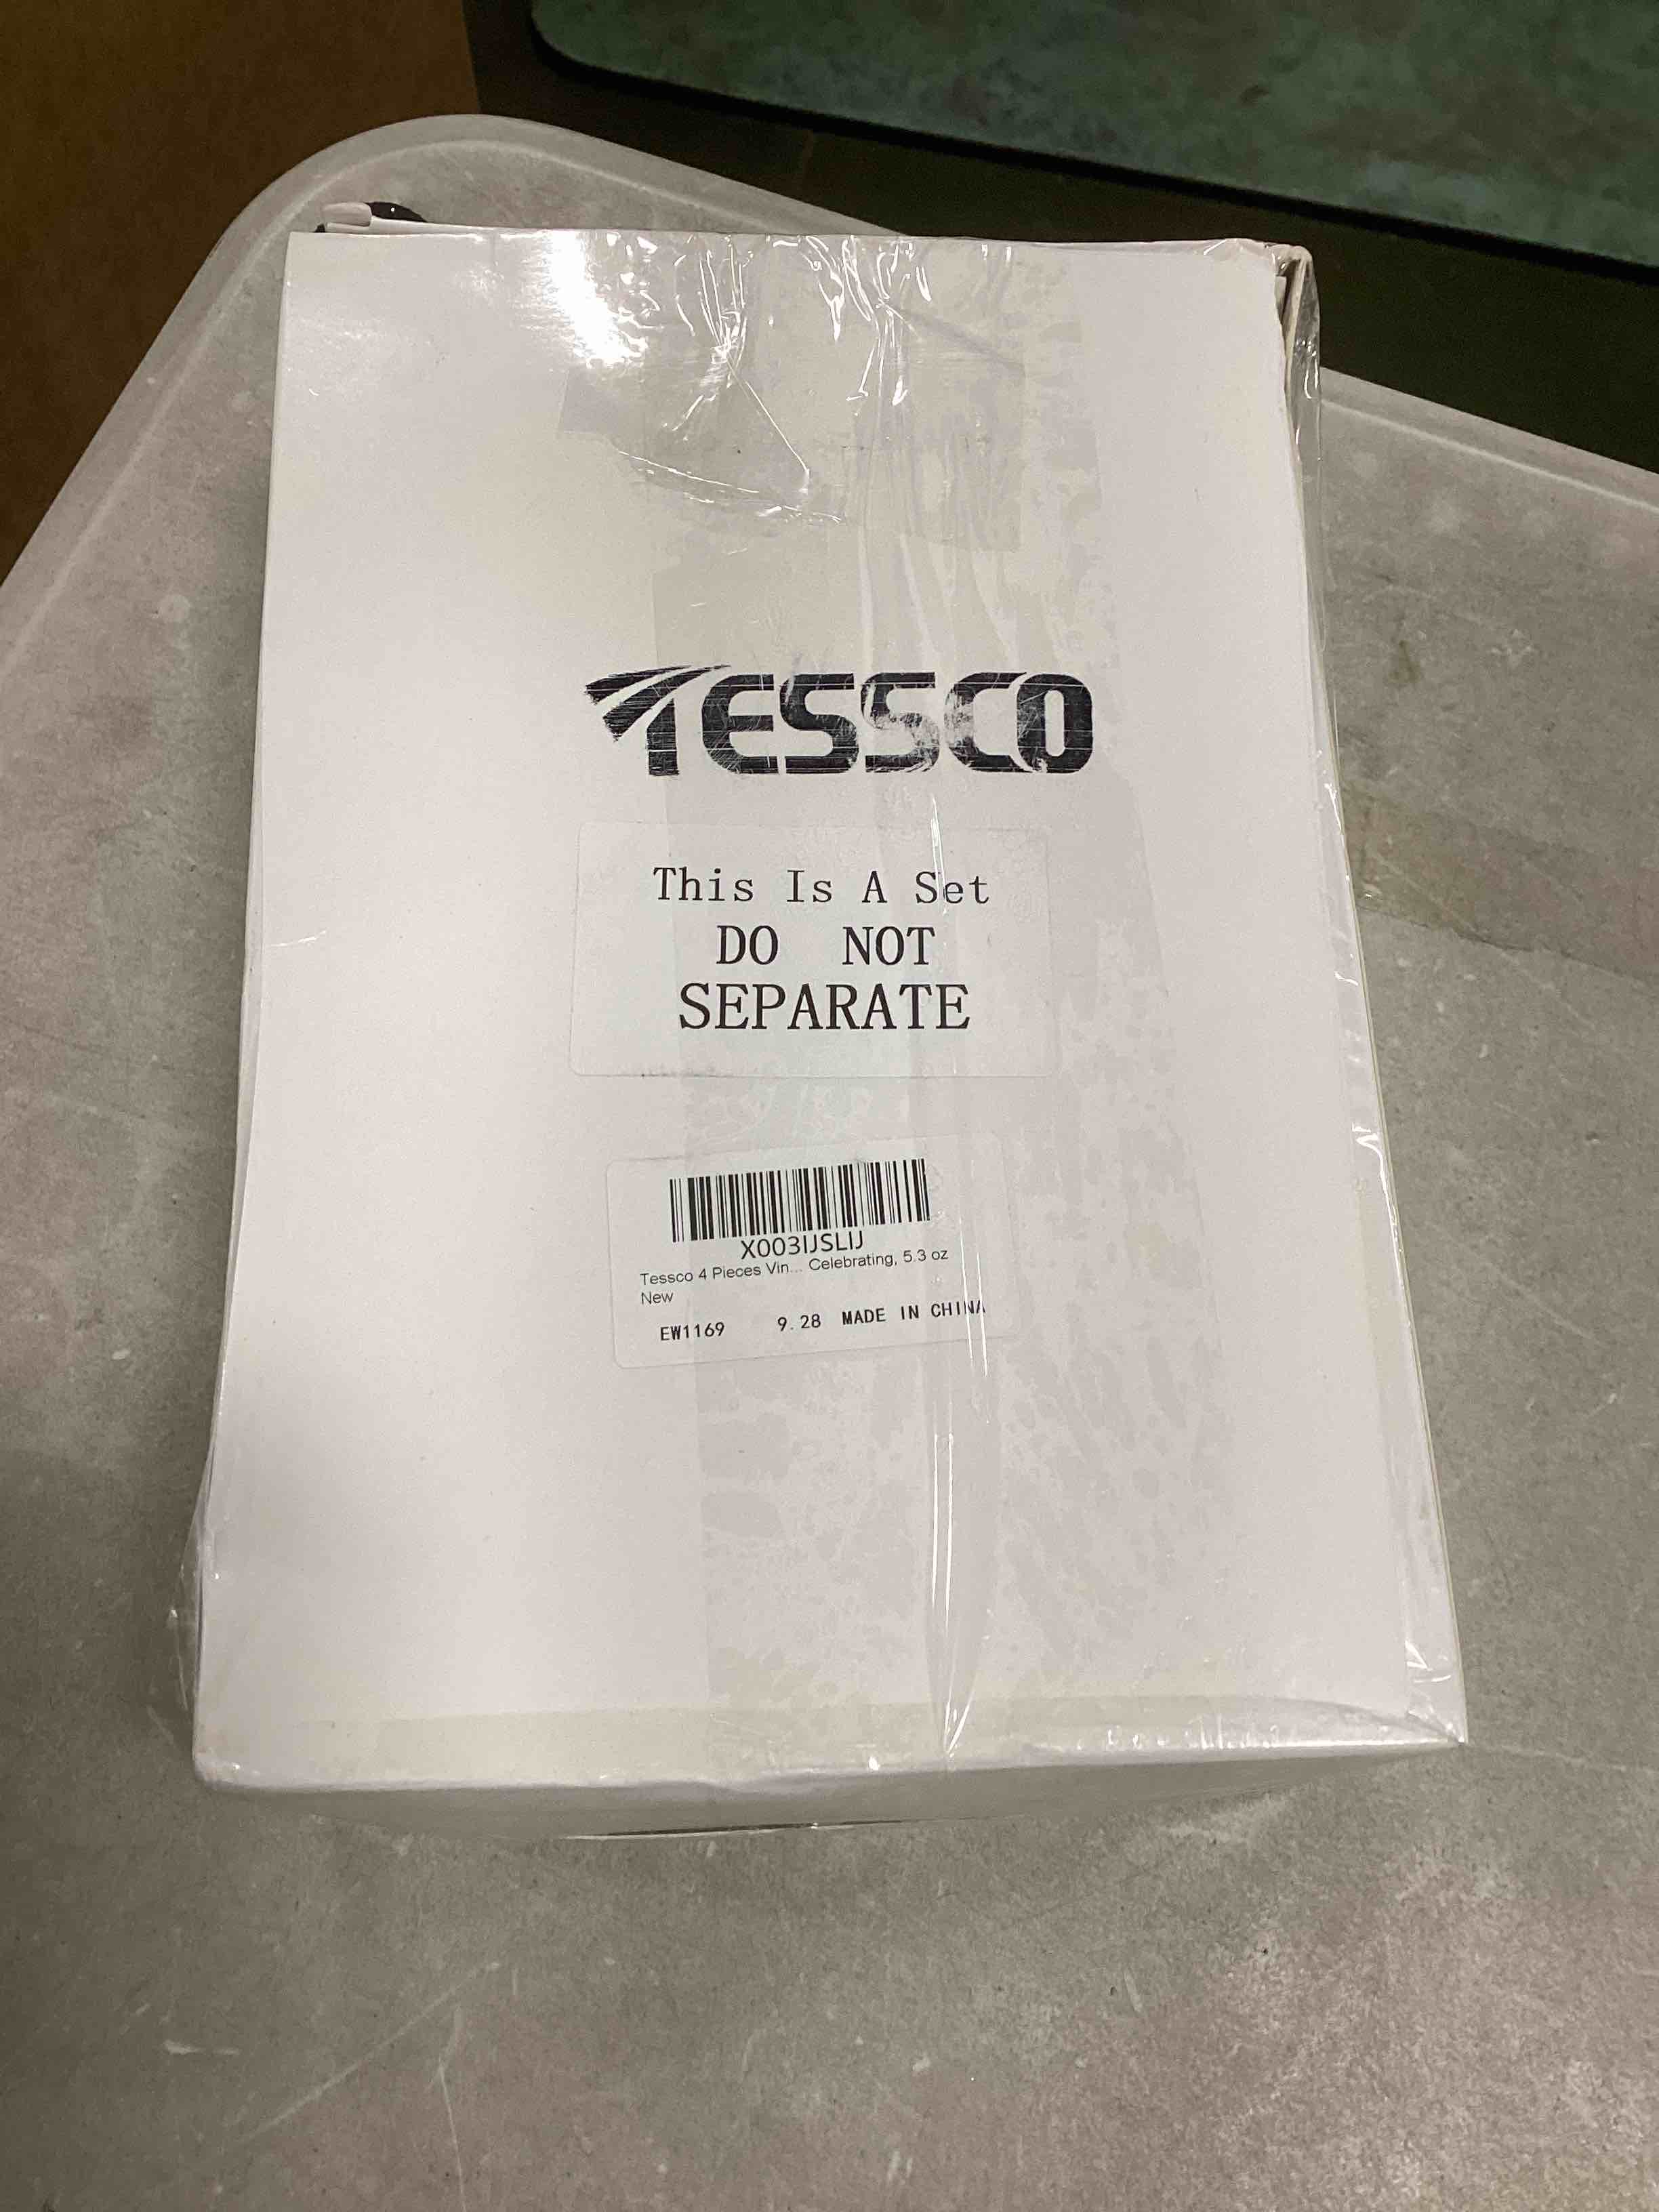 TESSCO
This Is A Set
DO NOT
SEPARATE
X003IJSLIJ
Tessco 4 Pieces Vin... Celebrating, 5.3 oz
New
EW1169 9.28 MADE IN CHINA